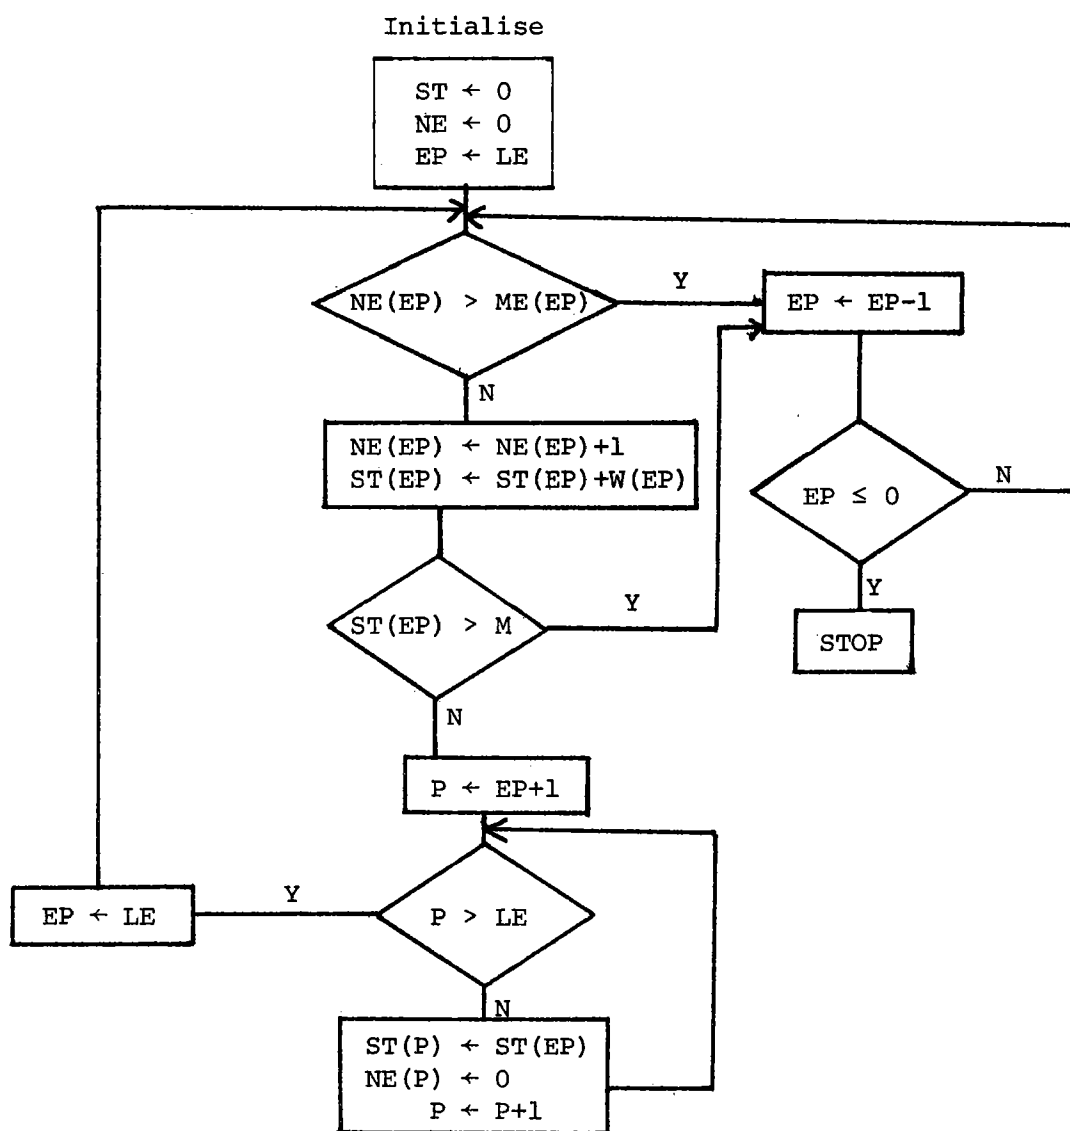 Initialise
ST ← 0
NE ← 0
EP ← LE
NE(EP) > ME(EP)
Y
EP ← EP-1
N
NE(EP) ← NE(EP)+1
ST(EP) ← ST(EP)+W(EP)
EP ≤ 0
N
Y
STOP
ST(EP) > M
Y
N
P ← EP+1
P > LE
Y
EP ← LE
N
ST(P) ← ST(EP)
NE(P) ← 0
P ← P+1